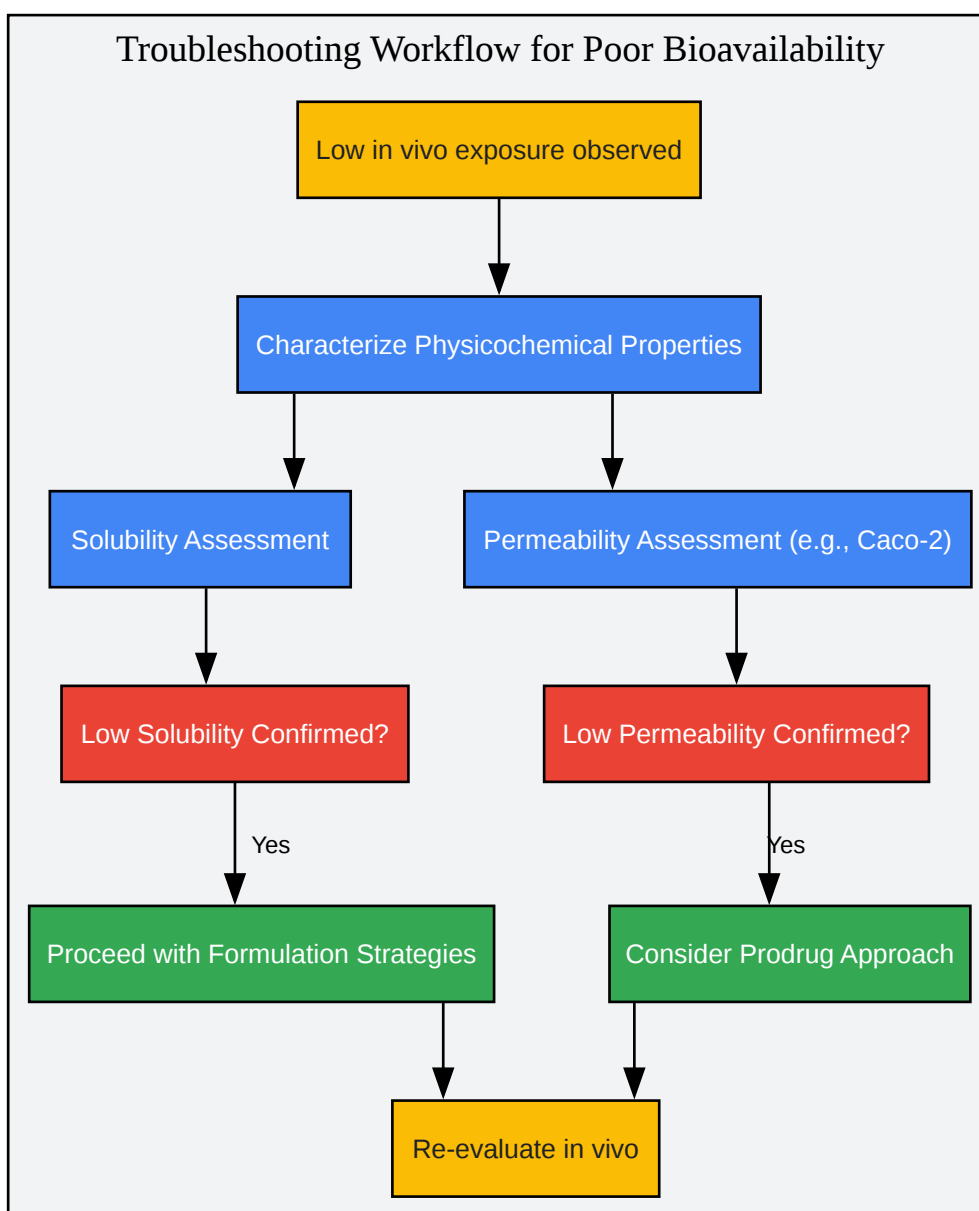 Troubleshooting Workflow for Poor Bioavailability
Low in vivo exposure observed
Characterize Physicochemical Properties
Solubility Assessment
Permeability Assessment (e.g., Caco-2)
Low Solubility Confirmed?
Low Permeability Confirmed?
Yes
Yes
Proceed with Formulation Strategies
Consider Prodrug Approach
Re-evaluate in vivo